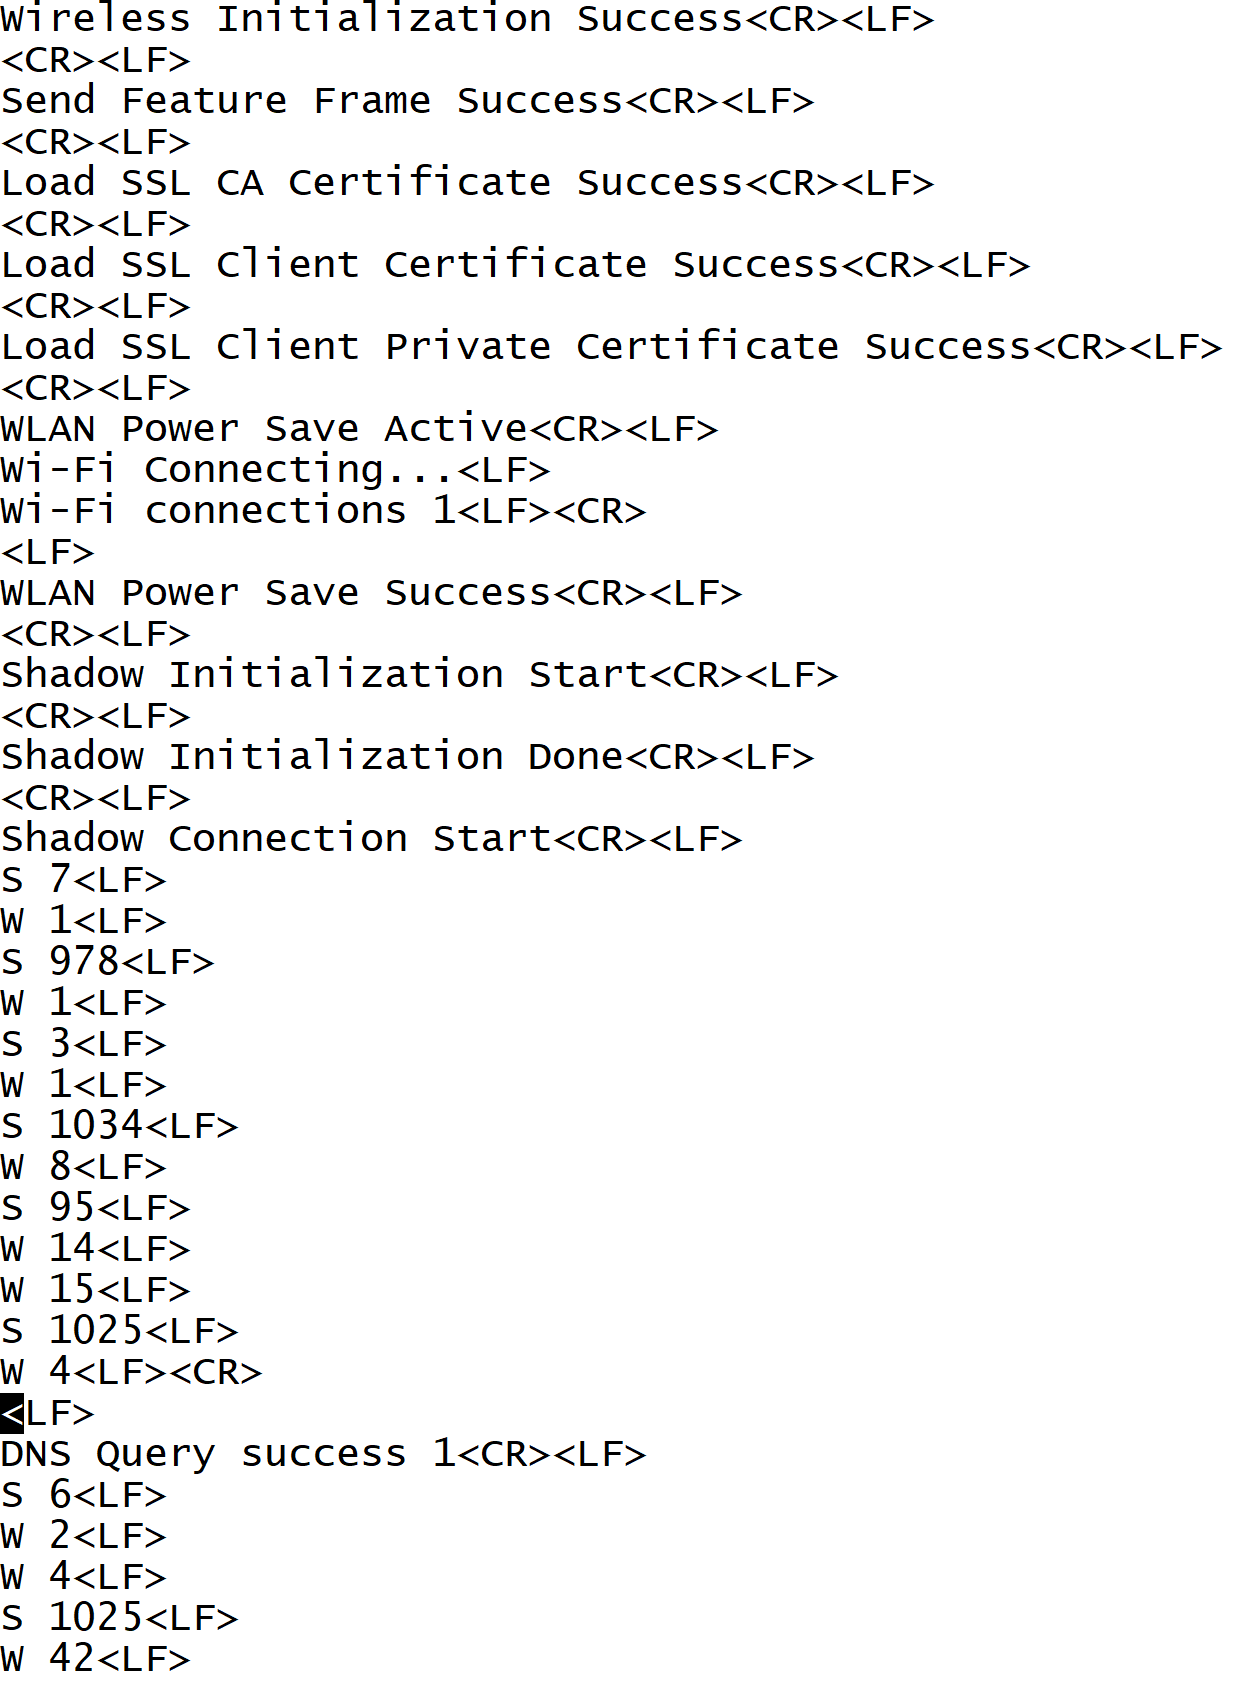 Wireless Initialization Success<CR><LF>
<CR><LF>
Send Feature Frame Success<CR><LF>
<CR><LF>
Load SSL CA Certificate Success<CR><LF>
<CR><LF>
Load SSL Client Certificate Success<CR><LF>
<CR><LF>
Load SSL Client Private Certificate Success<CR><LF>
<CR><LF>
WLAN Power Save Active<CR><LF>
Wi-Fi Connecting...<LF>
Wi-Fi connections 1<LF><CR>
<LF>
WLAN Power Save Success<CR><LF>
<CR><LF>
Shadow Initialization Start<CR><LF>
<CR><LF>
Shadow Initialization Done<CR><LF>
<CR><LF>
Shadow Connection Start<CR><LF>
S 7<LF>
W 1<LF>
S 978<LF>
W 1<LF>
S 3<LF>
W 1<LF>
S 1034<LF>
W 8<LF>
S 95<LF>
W 14<LF>
W 15<LF>
S 1025<LF>
W 4<LF><CR>
<LF>
DNS Query success 1<CR><LF>
S 6<LF>
W 2<LF>
W 4<LF>
S 1025<LF>
W 42<LF>